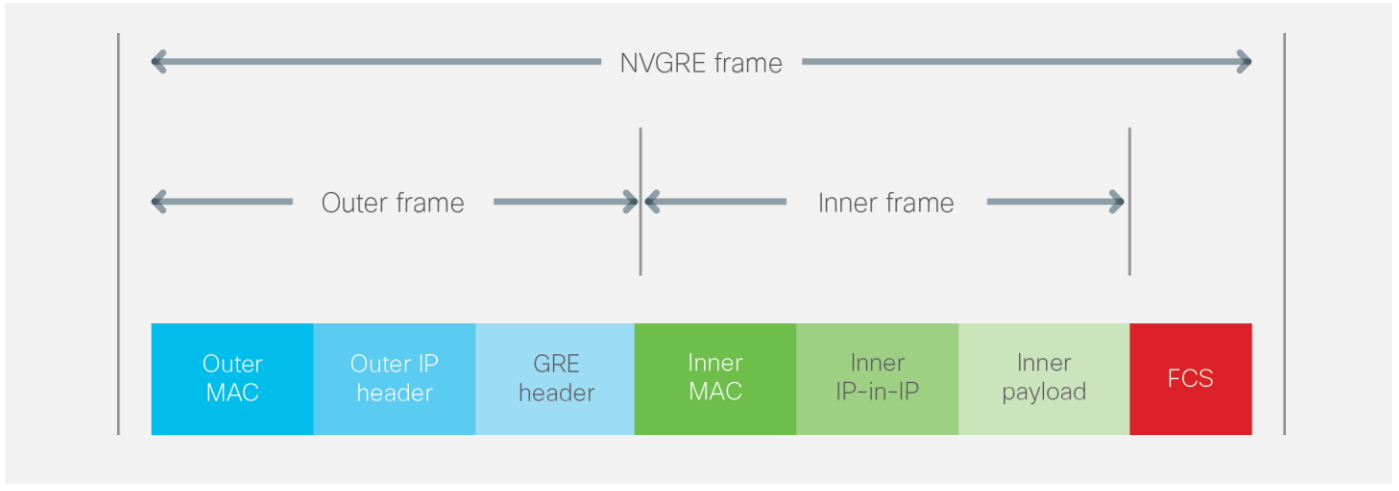 NVGRE frame
Outer frame
Inner frame
Outer
MAC
Outer IP
header
GRE
header
Inner
MAC
Inner
IP-in-IP
Inner
payload
FCS